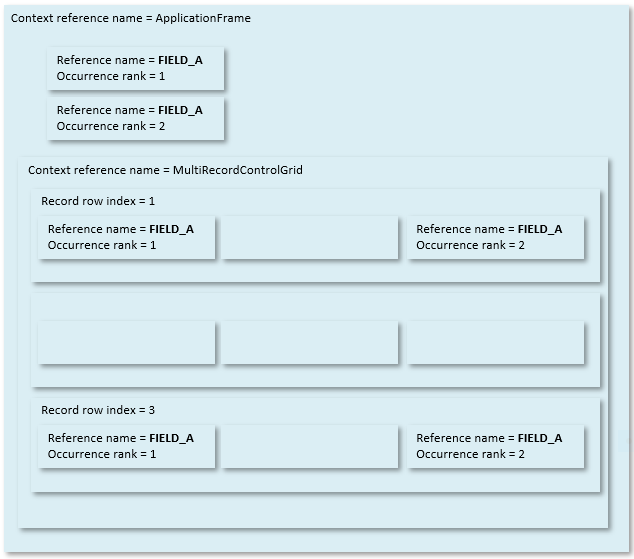 Context reference name = ApplicationFrame
Reference name = FIELD_A
Occurrence rank = 1
Reference name = FIELD_A
Occurrence rank = 2
Context reference name = MultiRecordControlGrid
Record row index = 1
Reference name = FIELD_A
Occurrence rank = 1
Reference name = FIELD_A
Occurrence rank = 2
Record row index = 3
Reference name = FIELD_A
Occurrence rank = 1
Reference name = FIELD_A
Occurrence rank = 2